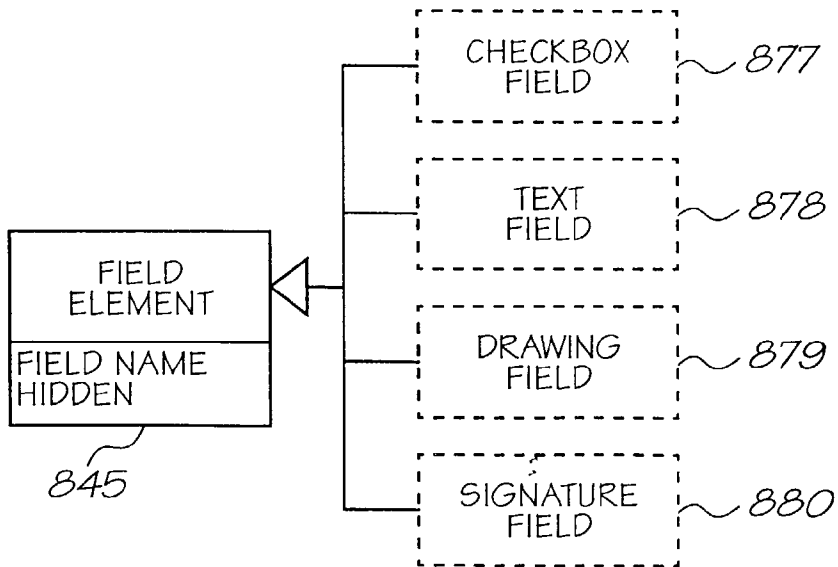 CHECKBOX
FIELD
877
TEXT
FIELD
878
FIELD
ELEMENT
FIELD NAME
HIDDEN
845
DRAWING
FIELD
879
SIGNATURE
FIELD
880